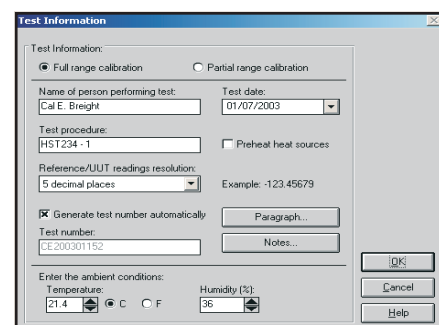 Test Information
Test Information:
Full range calibration Partial range calibration
Name of person performing test: Test date:
Cal E. Breight 01/07/2003
Test procedure:
HST234 - 1 Preheat heat sources
Reference/UUT readings resolution:
5 decimal places Example: -123.45679
Generate test number automatically Paragraph...
Test number:
CE200301152 Notes...
OK
Enter the ambient conditions:
Temperature: Humidity (%): Cancel
21.4 C F 36
Help